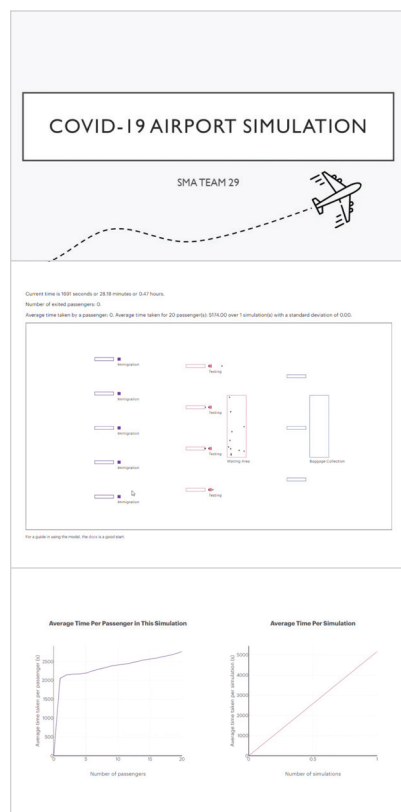 COVID-19 AIRPORT SIMULATION
SMA TEAM 29
Current time is 1691 seconds or 28.18 minutes or 0.47 hours.
Number of exited passengers: 0.
Average time taken by a passenger: 0. Average time for 20 passenger(s): 5174.00 over 1 simulation(s) with a standard deviation of 0.00.
Immigration
Testing
Immigration
Testing
Immigration
Testing
Waiting Area
Baggage Collection
Immigration
Testing
Immigration
For a guide in using the model, the docs is a good start.
Average Time Per Passenger in This Simulation
Average time taken per passenger (s)
2500
2000
1500
1000
500
0
0
5
10
15
20
Number of passengers
Average Time Per Simulation
Average time taken per simulation (s)
5000
4000
3000
2000
1000
0
0
0.5
1
Number of simulations